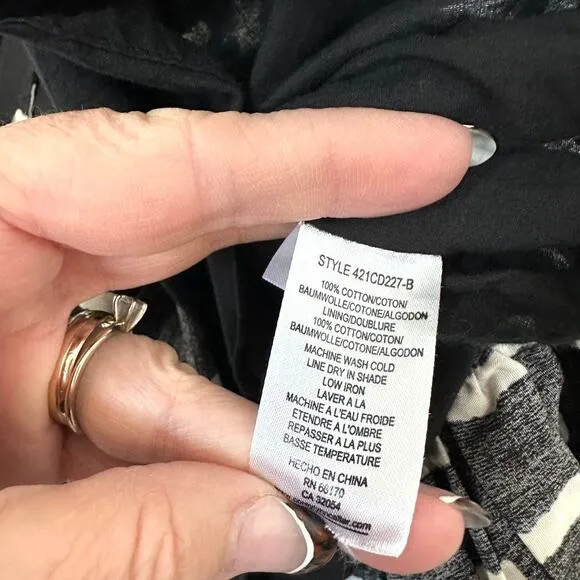 STYLE 421CD227-B
100% COTTON/COTON/
BAUMWOLLE/COTONE/ALGODON
LINING/DOUBLURE
100% COTTON/COTON/
BAUMWOLLE/COTONE/ALGODON
MACHINE WASH COLD
LINE DRY IN SHADE
LOW IRON
LAVER A LA
MACHINE A L'EAU FROIDE
ÉTENDRE A L'OMBRE
REPASSER A LA PLUS
BASSE TEMPERATURE
HECHO EN CHINA
RN 66170
CA 32054